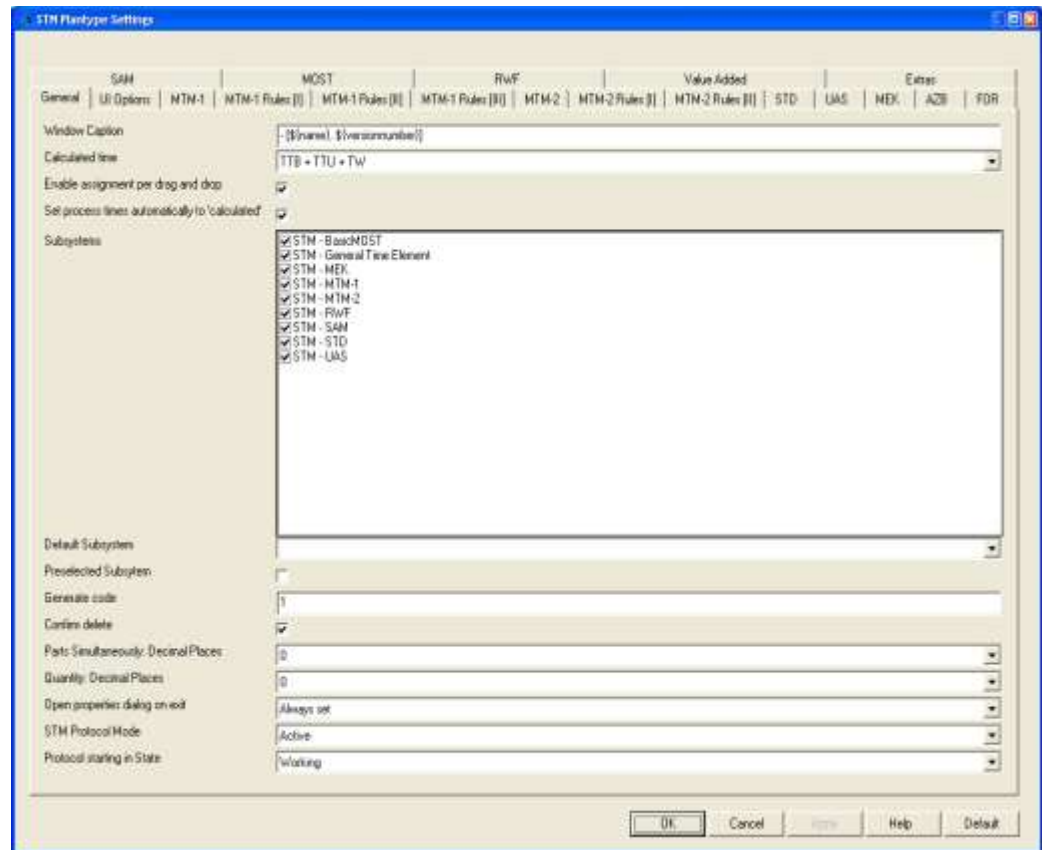 STM Plantype Settings
SAM MOST RWF Value Added Extras
General UI Options MTM-1 MTM-1 Rules [I] MTM-1 Rules [II] MTM-1 Rules [III] MTM-2 MTM-2 Rules [I] MTM-2 Rules [II] STD UAS MEK AZB FDR
Window Caption - [${name}, ${versionnumber}]
Calculated time TTB + TTU + TW
Enable assignment per drag and drop
Set process times automatically to 'calculated'
Subsystems
STM - BasicMOST
STM - General Time Element
STM - MEK
STM - MTM-1
STM - MTM-2
STM - RWF
STM - SAM
STM - STD
STM - UAS
Default Subsystem
Preselected Subsytem
Generate code 1
Confirm delete
Parts Simultaneously: Decimal Places 0
Quantity: Decimal Places 0
Open properties dialog on exit Always set
STM Protocol Mode Active
Protocol starting in State Working
OK Cancel Apply Help Default